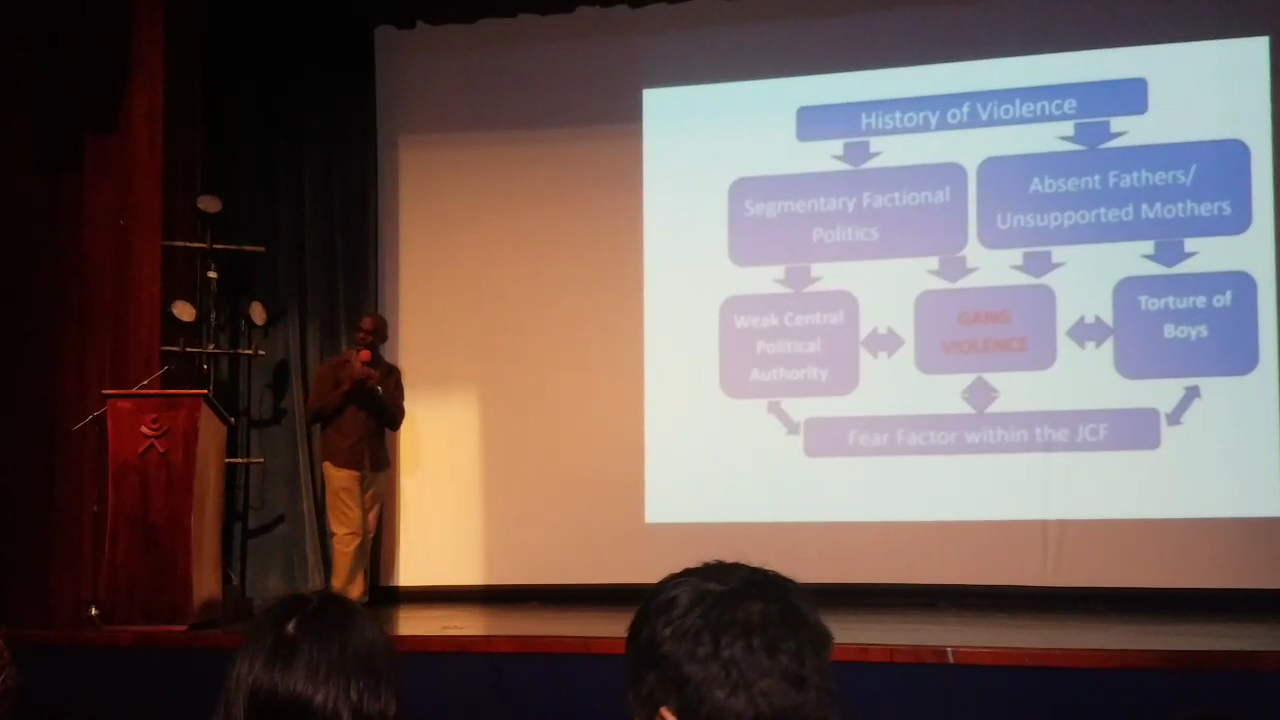 History of Violence
Segmentary Factional
Politics
Absent Fathers/
Unsupported Mothers
Weak Central
Political
Authority
GANG
VIOLENCE
Torture of
Boys
Fear Factor within the JCF